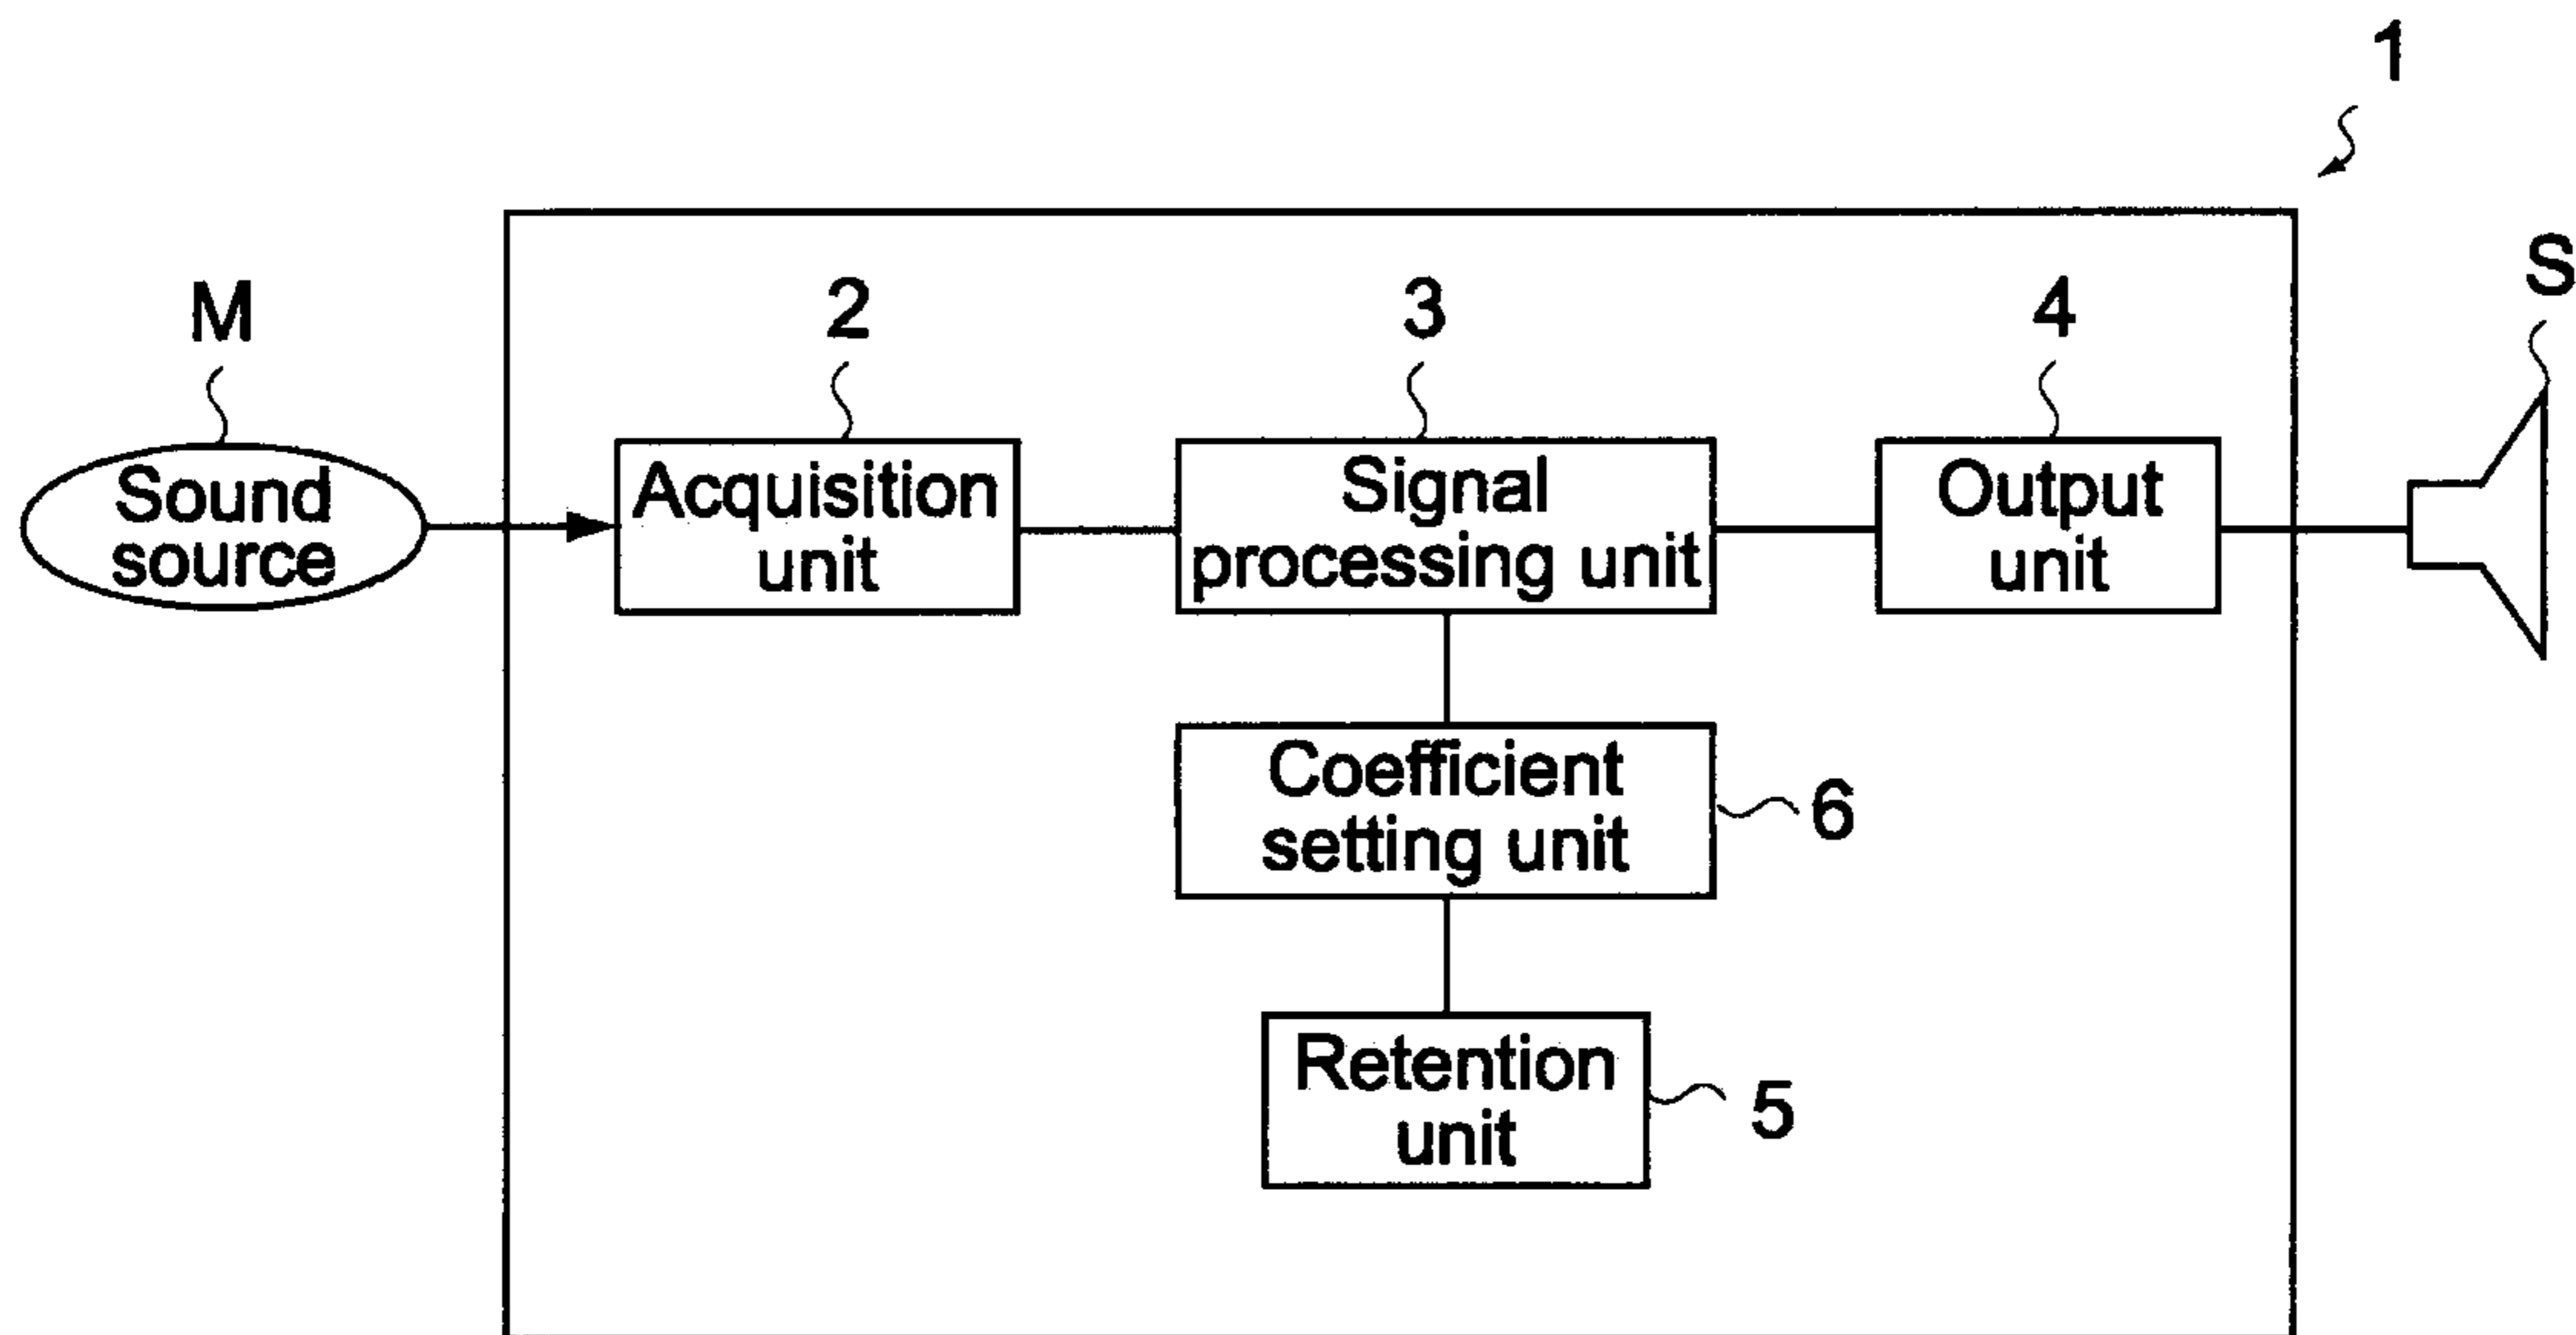 1
S
M
2
3
4
Sound
source
Acquisition
unit
Signal
processing unit
Output
unit
Coefficient
setting unit
6
Retention
unit
5